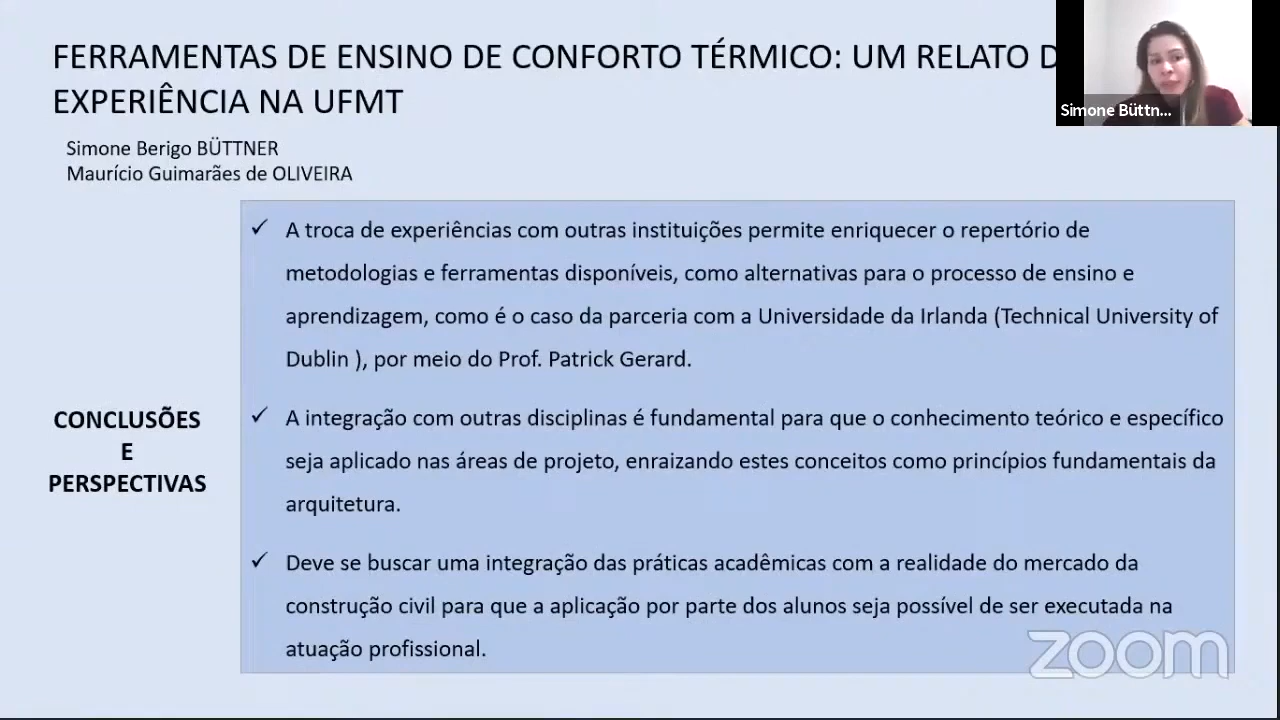 FERRAMENTAS DE ENSINO DE CONFORTO TÉRMICO: UM RELATO
EXPERIÊNCIA NA UFMT
Simone Büttn...
Simone Berigo BÜTTNER
Maurício Guimarães de OLIVEIRA
✓ A troca de experiências com outras instituições permite enriquecer o repertório de
metodologias e ferramentas disponíveis, como alternativas para o processo de ensino e
aprendizagem, como é o caso da parceria com a Universidade da Irlanda (Technical University of
Dublin ), por meio do Prof. Patrick Gerard.
CONCLUSÕES
E
PERSPECTIVAS
✓ A integração com outras disciplinas é fundamental para que o conhecimento teórico e específico
seja aplicado nas áreas de projeto, enraizando estes conceitos como princípios fundamentais da
arquitetura.
✓ Deve se buscar uma integração das práticas acadêmicas com a realidade do mercado da
construção civil para que a aplicação por parte dos alunos seja possível de ser executada na
atuação profissional.
zoom